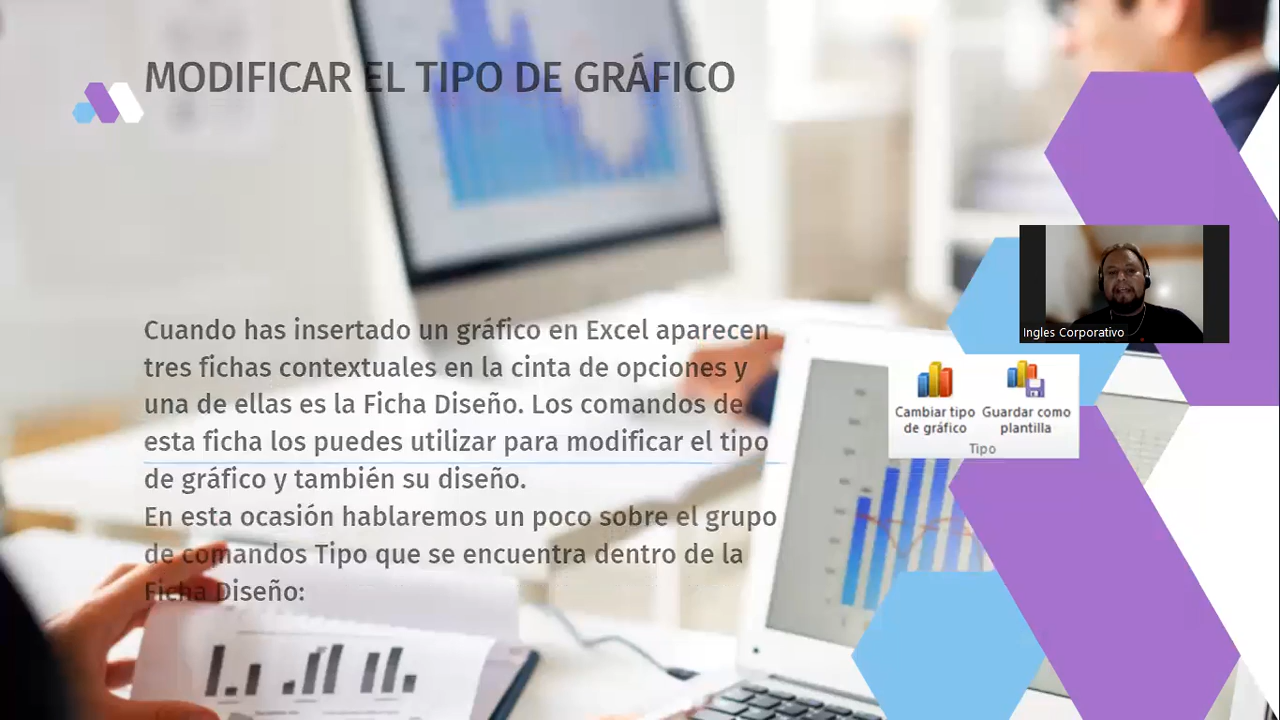 MODIFICAR EL TIPO DE GRÁFICO
Ingles Corporativo
Cuando has insertado un gráfico en Excel aparecen
tres fichas contextuales en la cinta de opciones y
una de ellas es la Ficha Diseño. Los comandos de
esta ficha los puedes utilizar para modificar el tipo
de gráfico y también su diseño.
En esta ocasión hablaremos un poco sobre el grupo
de comandos Tipo que se encuentra dentro de la
Ficha Diseño:
Cambiar tipo
de gráfico
Guardar como
plantilla
Tipo